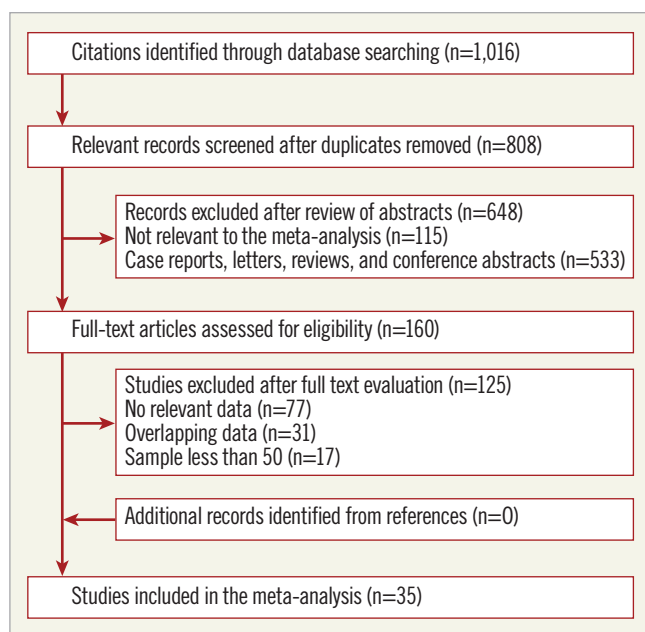 Citations identified through database searching (n=1,016)
Relevant records screened after duplicates removed (n=808)
Records excluded after review of abstracts (n=648)
Not relevant to the meta-analysis (n=115)
Case reports, letters, reviews, and conference abstracts (n=533)
Full-text articles assessed for eligibility (n=160)
Studies excluded after full text evaluation (n=125)
No relevant data (n=77)
Overlapping data (n=31)
Sample less than 50 (n=17)
Additional records identified from references (n=0)
Studies included in the meta-analysis (n=35)